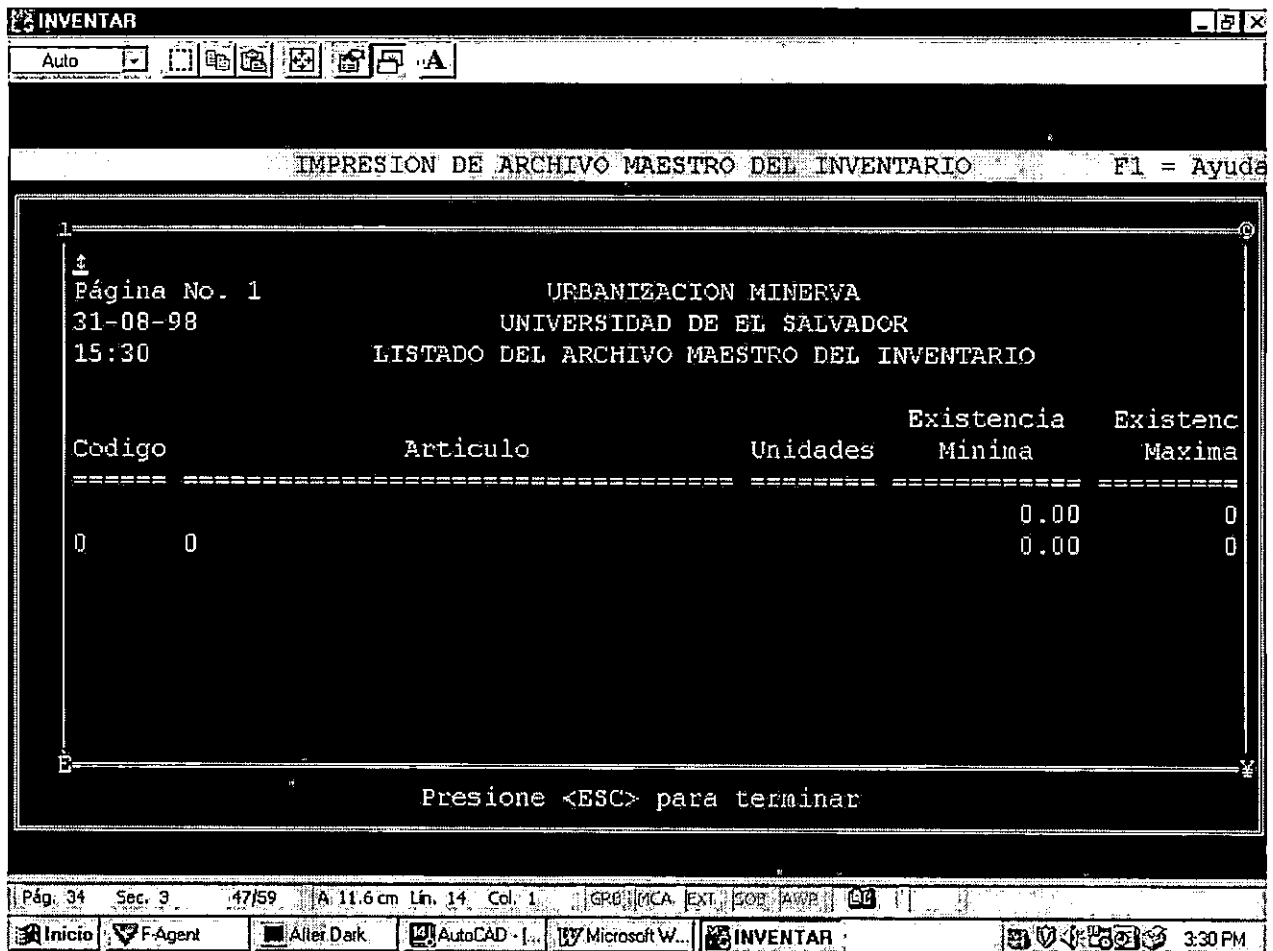 INVENTAR
Auto
A
IMPRESION DE ARCHIVO MAESTRO DEL INVENTARIO F1 = Ayuda
Página No. 1 URBANIZACION MINERVA
31-08-98 UNIVERSIDAD DE EL SALVADOR
15:30 LISTADO DEL ARCHIVO MAESTRO DEL INVENTARIO
Existencia Existenc
Codigo Articulo Unidades Minima Maxima
====== =================================== ======== ============ =========
0.00 0
0 0 0.00 0
Presione <ESC> para terminar
Pág. 34 Sec. 3 47/59 A 11.6 cm Lín. 14 Col. 1 GRB MCA EXT SOB AWP
Inicio F-Agent After Dark AutoCAD - [... Microsoft W... INVENTAR 3:30 PM